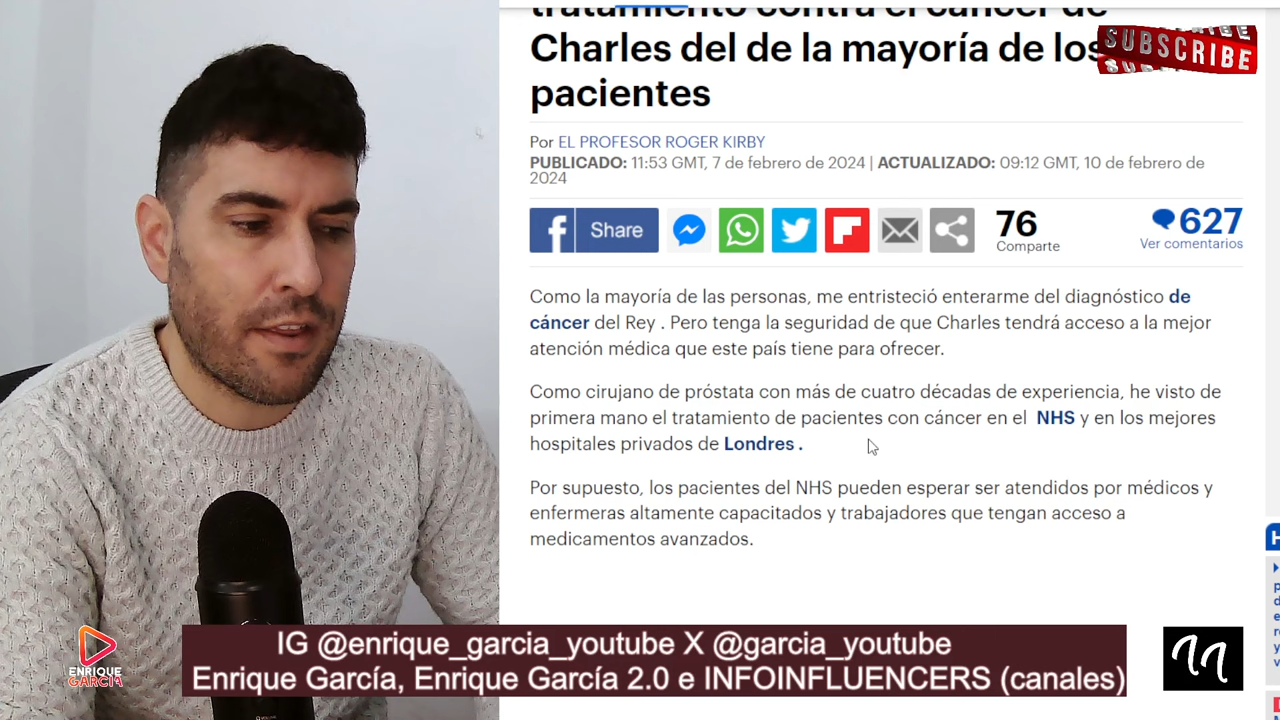 tratamiento contra el cáncer de
Charles del de la mayoría de los
pacientes
SUBSCRIBE
Por EL PROFESOR ROGER KIRBY
PUBLICADO: 11:53 GMT, 7 de febrero de 2024 | ACTUALIZADO: 09:12 GMT, 10 de febrero de
2024
Share
76
Comparte
627
Ver comentarios
Como la mayoría de las personas, me entristeció enterarme del diagnóstico de
cáncer del Rey . Pero tenga la seguridad de que Charles tendrá acceso a la mejor
atención médica que este país tiene para ofrecer.
Como cirujano de próstata con más de cuatro décadas de experiencia, he visto de
primera mano el tratamiento de pacientes con cáncer en el NHS y en los mejores
hospitales privados de Londres .
Por supuesto, los pacientes del NHS pueden esperar ser atendidos por médicos y
enfermeras altamente capacitados y trabajadores que tengan acceso a
medicamentos avanzados.
IG @enrique_garcia_youtube X @garcia_youtube
Enrique García, Enrique García 2.0 e INFOINFLUENCERS (canales)
ENRIQUE
GARCÍA